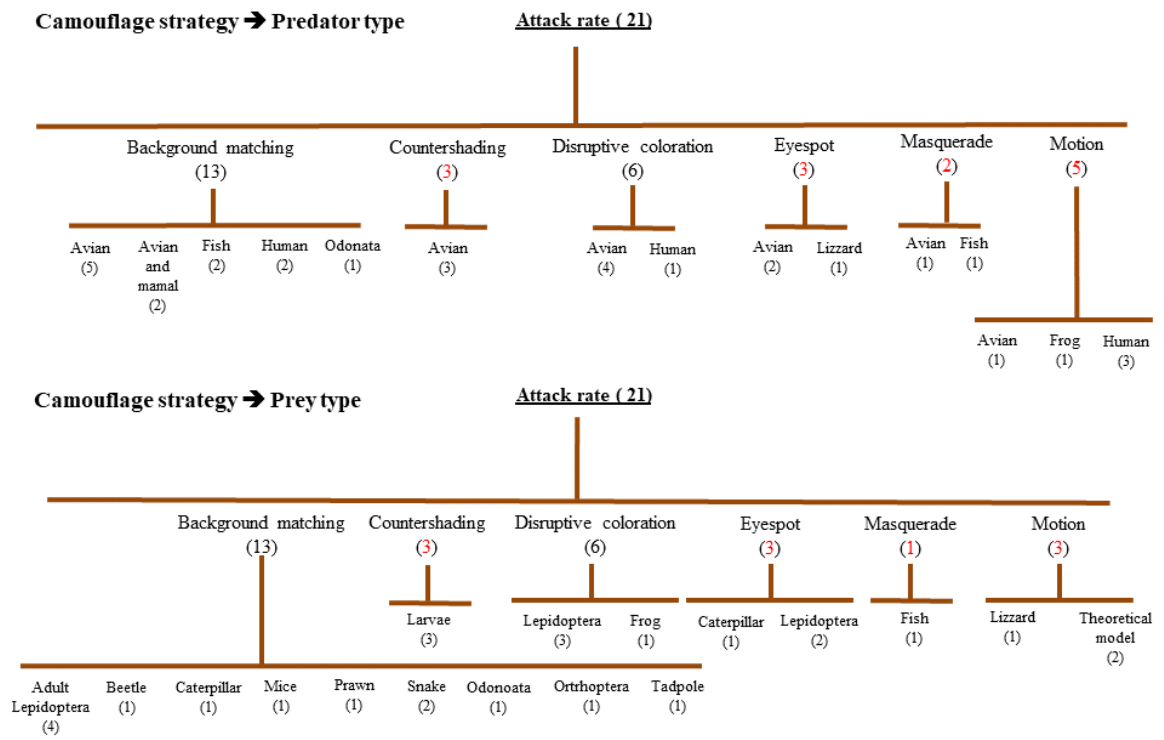 Camouflage strategy ➔ Predator type
Attack rate ( 21)
Background matching
(13)
Countershading
(3)
Disruptive coloration
(6)
Eyespot
(3)
Masquerade
(2)
Motion
(5)
Avian
(5)
Avian
and
mamal
(2)
Fish
(2)
Human
(2)
Odonata
(1)
Avian
(3)
Avian
(4)
Human
(1)
Avian
(2)
Lizzard
(1)
Avian
(1)
Fish
(1)
Avian
(1)
Frog
(1)
Human
(3)
Camouflage strategy ➔ Prey type
Attack rate ( 21)
Background matching
(13)
Countershading
(3)
Disruptive coloration
(6)
Eyespot
(3)
Masquerade
(1)
Motion
(3)
Larvae
(3)
Lepidoptera
(3)
Frog
(1)
Caterpillar
(1)
Lepidoptera
(2)
Fish
(1)
Lizzard
(1)
Theoretical
model
(2)
Adult
Lepidoptera
(4)
Beetle
(1)
Caterpillar
(1)
Mice
(1)
Prawn
(1)
Snake
(2)
Odonoata
(1)
Ortrhoptera
(1)
Tadpole
(1)